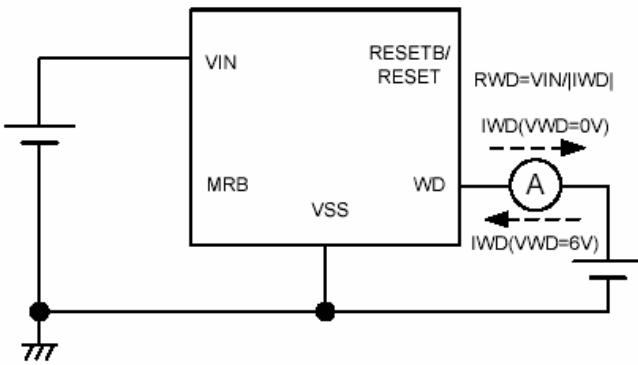 VIN
RESETB/
RESET
RWD=VIN/|IWD|
IWD(VWD=0V)
MRB
WD
A
VSS
IWD(VWD=6V)